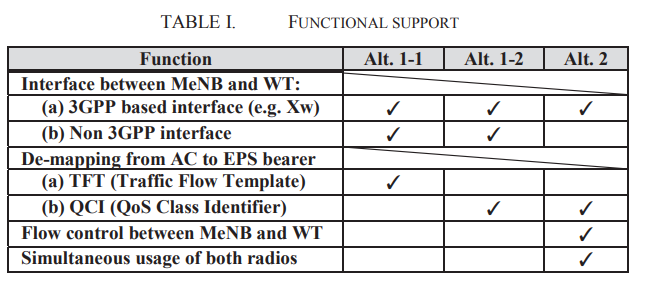 TABLE I. FUNCTIONAL SUPPORT
Function Alt. 1-1 Alt. 1-2 Alt. 2
Interface between MeNB and WT:
(a) 3GPP based interface (e.g. Xw) ✓ ✓ ✓
(b) Non 3GPP interface ✓ ✓
De-mapping from AC to EPS bearer
(a) TFT (Traffic Flow Template) ✓
(b) QCI (QoS Class Identifier) ✓ ✓
Flow control between MeNB and WT ✓
Simultaneous usage of both radios ✓